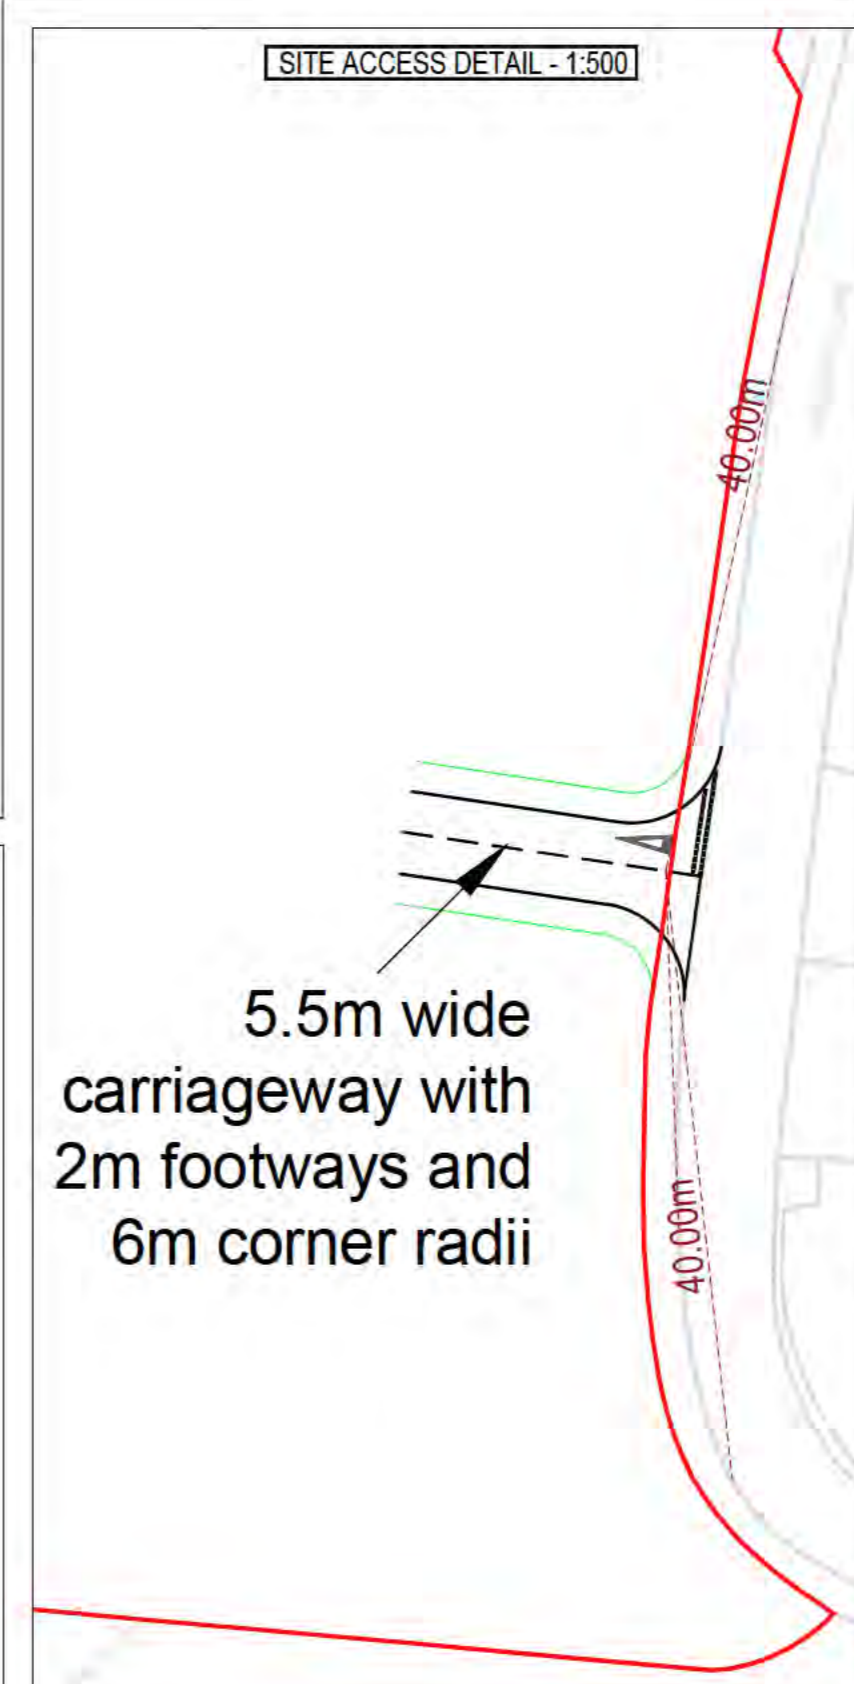 SITE ACCESS DETAIL - 1:500
40.00m
5.5m wide
carriageway with
2m footways and
6m corner radii
40.00m